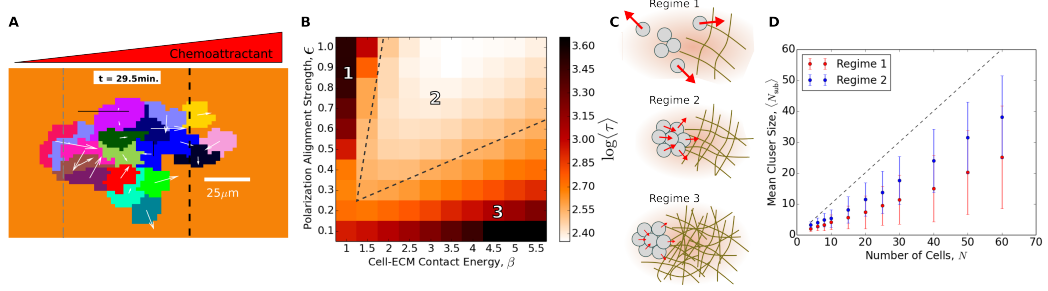 A
Chemoattractant
t = 29.5min.
25μm
B
Polarization Alignment Strength, ϵ
1.0
0.9
0.8
0.7
0.6
0.5
0.4
0.3
0.2
0.1
1
2
3
1 1.5 2 2.5 3 3.5 4 4.5 5 5.5
Cell-ECM Contact Energy, β
3.60
3.45
3.30
3.15
3.00
2.85
2.70
2.55
2.40
log⟨τ⟩
C
Regime 1
Regime 2
Regime 3
D
Mean Cluser Size, ⟨N_sub⟩
60
50
40
30
20
10
0
Regime 1
Regime 2
0 10 20 30 40 50 60 70
Number of Cells, N